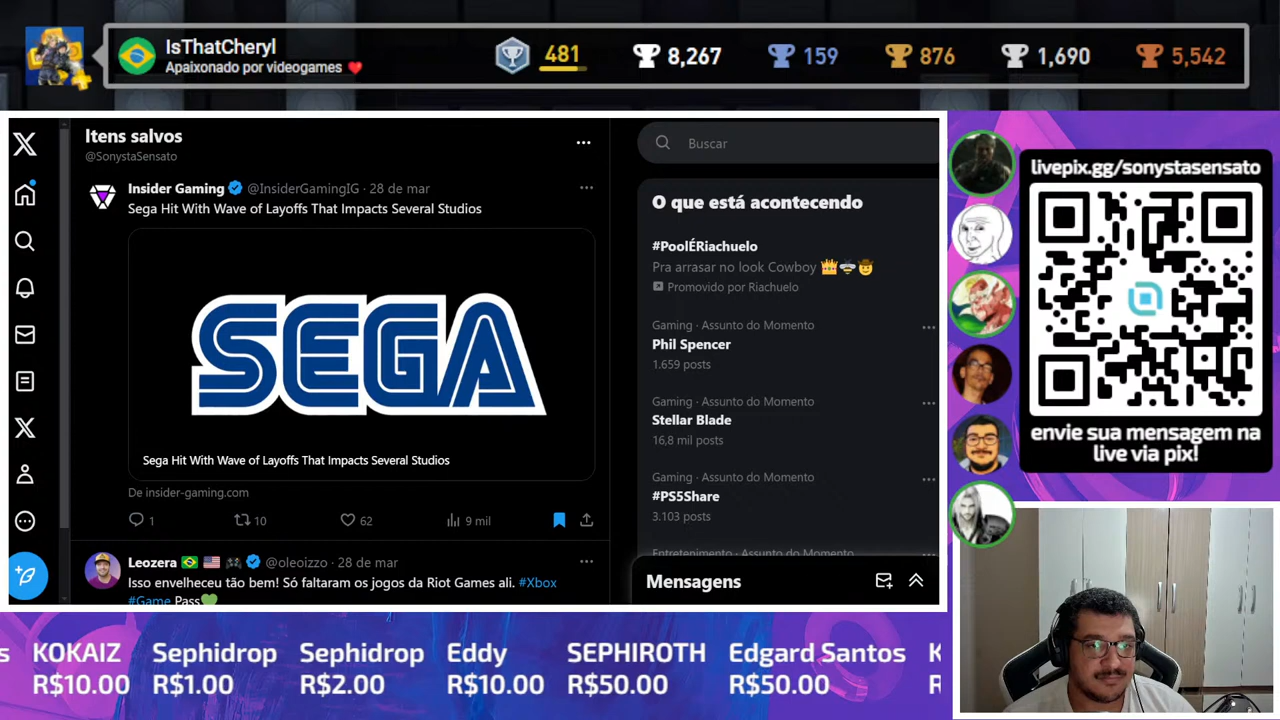 IsThatCheryl
Apaixonado por videogames ❤️
481
8,267
159
876
1,690
5,542
Itens salvos
@SonystaSensato
Insider Gaming @InsiderGamingIG · 28 de mar
Sega Hit With Wave of Layoffs That Impacts Several Studios
SEGA
Sega Hit With Wave of Layoffs That Impacts Several Studios
De insider-gaming.com
1
10
62
9 mil
Leozera 🇧🇷 🇺🇸 🎮 @oleoizzo · 28 de mar
Isso envelheceu tão bem! Só faltaram os jogos da Riot Games ali. #Xbox
#Game Pass💚
Buscar
O que está acontecendo
#PoolÉRiachuelo
Pra arrasar no look Cowboy 👑🐝🤠
Promovido por Riachuelo
Gaming · Assunto do Momento
Phil Spencer
1.659 posts
Gaming · Assunto do Momento
Stellar Blade
16,8 mil posts
Gaming · Assunto do Momento
#PS5Share
3.103 posts
Entretenimento · Assunto do Momento
Mensagens
livepix.gg/sonystasensato
envie sua mensagem na
live via pix!
s KOKAIZ Sephidrop Sephidrop Eddy SEPHIROTH Edgard Santos K
R$10.00 R$1.00 R$2.00 R$10.00 R$50.00 R$50.00 R